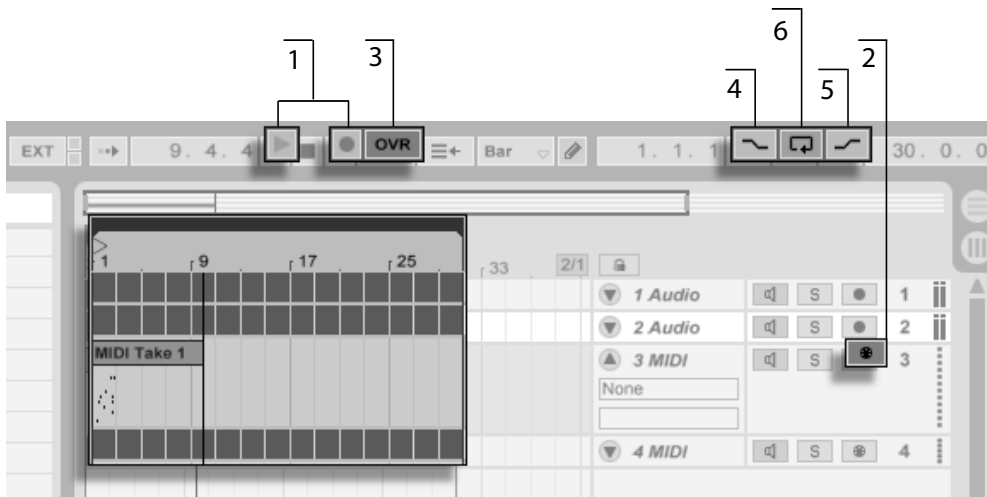 6
1
3
2
4
5
EXT
9. 4. 4
OVR
Bar
1. 1. 1
30. 0. 0
1
9
17
25
33
2/1
1 Audio
S
1
2 Audio
S
2
MIDI Take 1
3 MIDI
S
3
None
4 MIDI
S
4